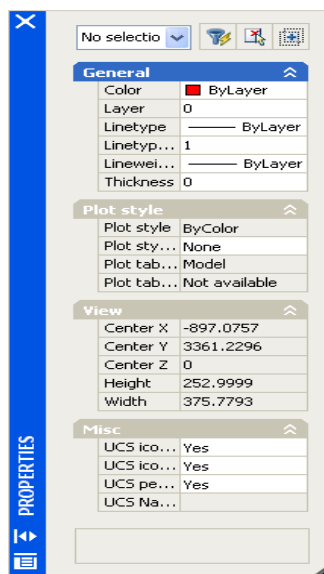 No selectio
General
Color ByLayer
Layer 0
Linetype ByLayer
Linetyp... 1
Linewei... ByLayer
Thickness 0
Plot style
Plot style ByColor
Plot sty... None
Plot tab... Model
Plot tab... Not available
View
Center X -897.0757
Center Y 3361.2296
Center Z 0
Height 252.9999
Width 375.7793
Misc
UCS ico... Yes
UCS ico... Yes
UCS pe... Yes
UCS Na...
PROPERTIES